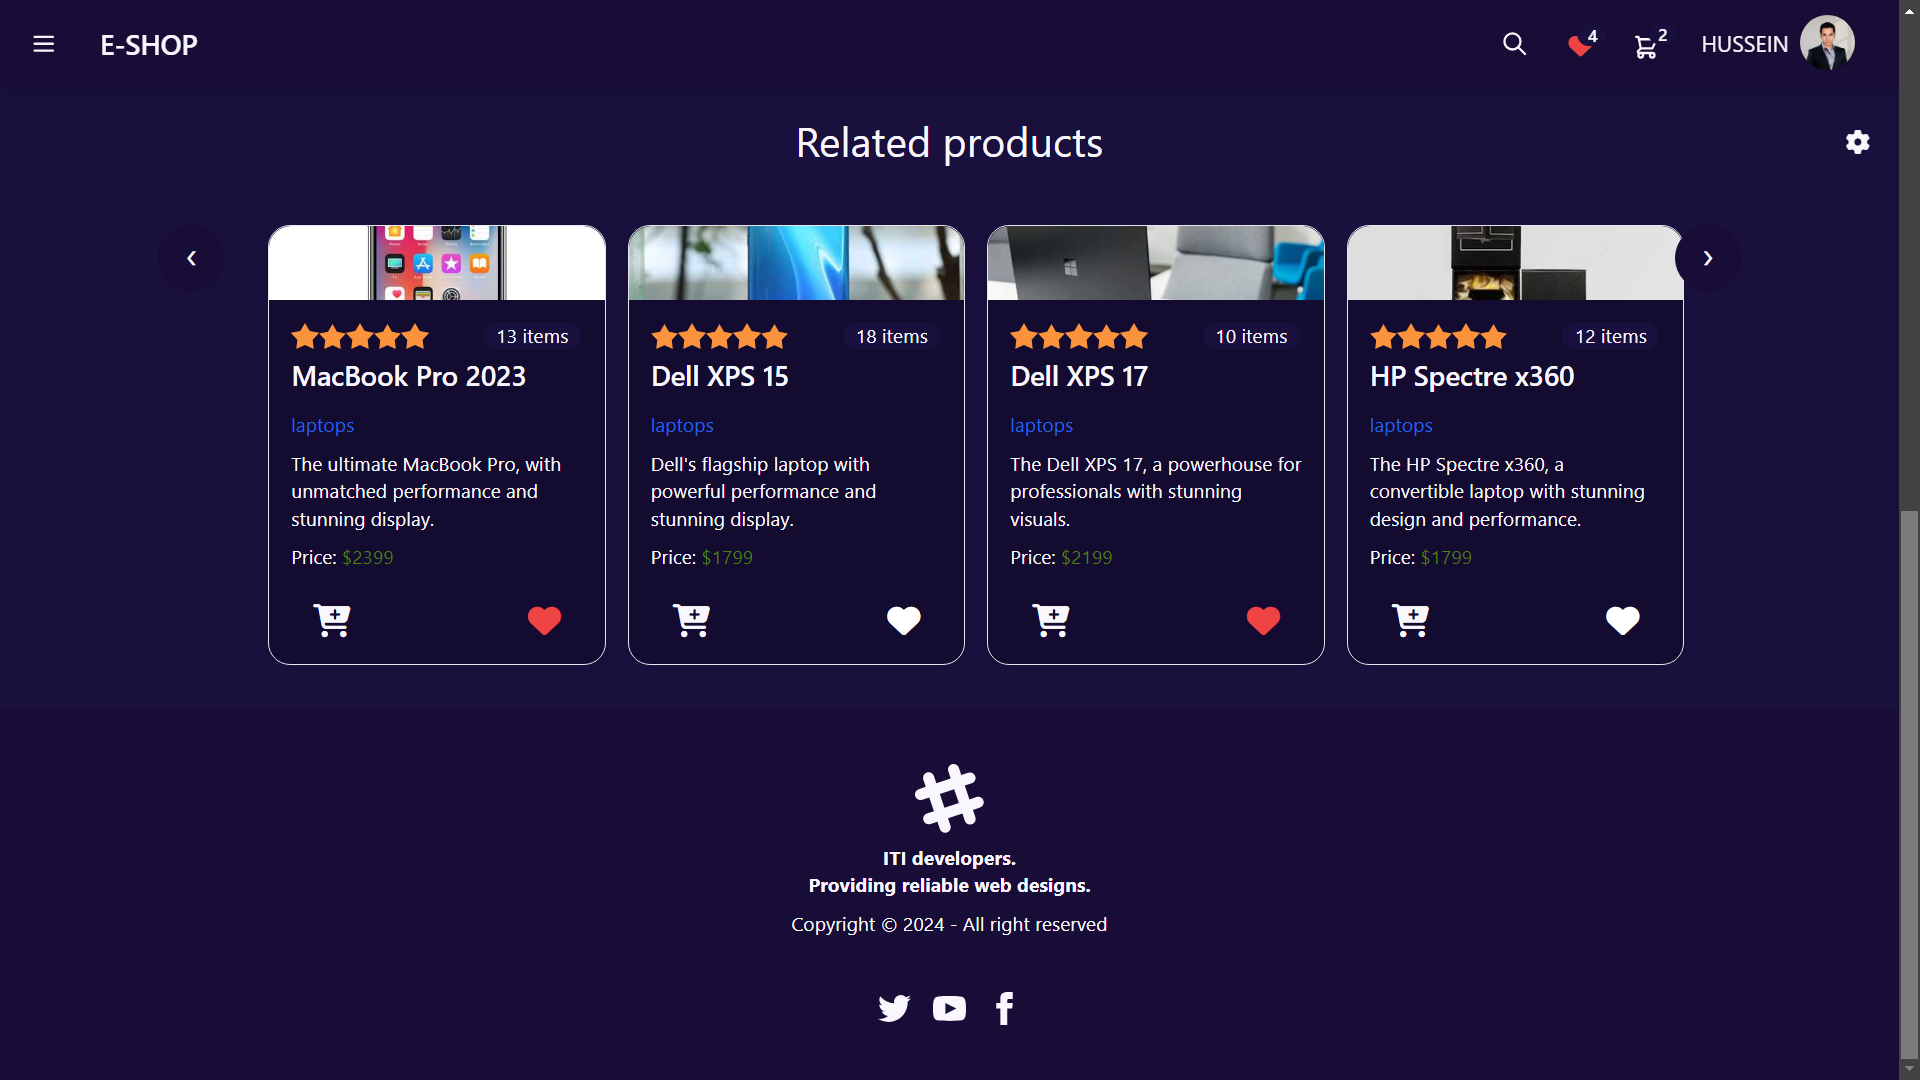 E-SHOP
4
2
HUSSEIN
Related products
‹
›
13 items
MacBook Pro 2023
laptops
The ultimate MacBook Pro, with
unmatched performance and
stunning display.
Price: $2399
18 items
Dell XPS 15
laptops
Dell's flagship laptop with
powerful performance and
stunning display.
Price: $1799
10 items
Dell XPS 17
laptops
The Dell XPS 17, a powerhouse for
professionals with stunning
visuals.
Price: $2199
12 items
HP Spectre x360
laptops
The HP Spectre x360, a
convertible laptop with stunning
design and performance.
Price: $1799
ITI developers.
Providing reliable web designs.
Copyright © 2024 - All right reserved